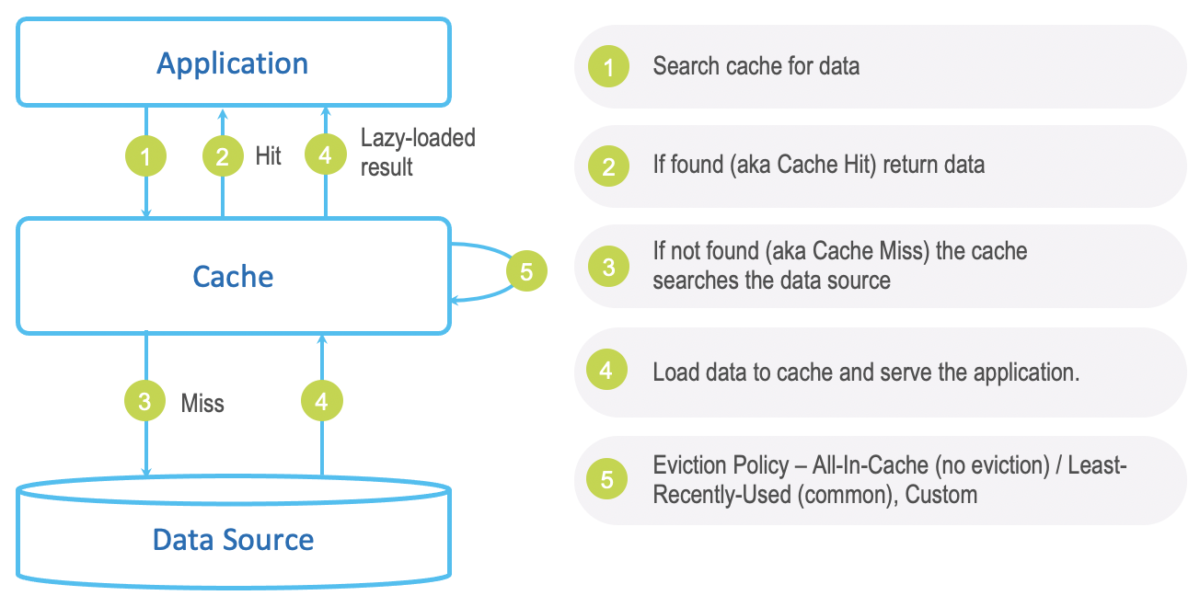 Application
1
2
Hit
4
Lazy-loaded
result
Cache
5
3
Miss
4
Data Source
1
Search cache for data
2
If found (aka Cache Hit) return data
3
If not found (aka Cache Miss) the cache
searches the data source
4
Load data to cache and serve the application.
5
Eviction Policy – All-In-Cache (no eviction) / Least-
Recently-Used (common), Custom